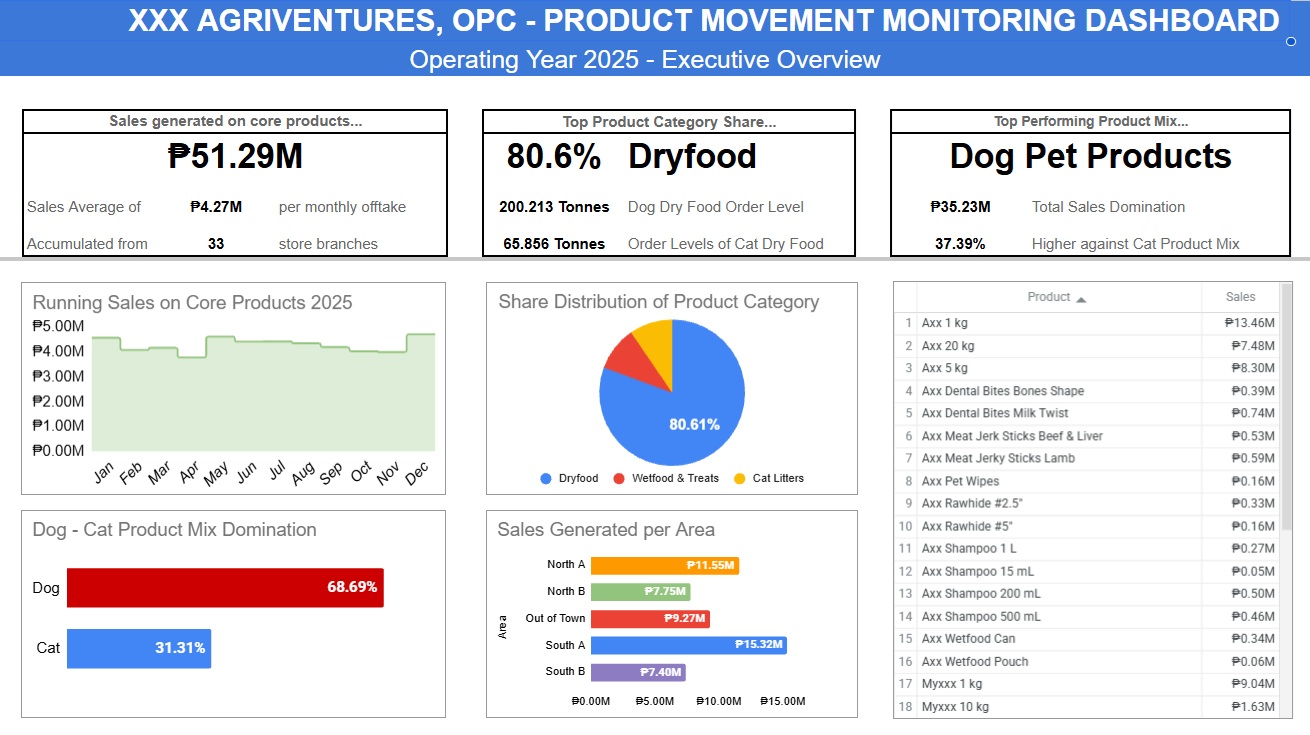 XXX AGRIVENTURES, OPC - PRODUCT MOVEMENT MONITORING DASHBOARD
Operating Year 2025 - Executive Overview
Sales generated on core products...
₱51.29M
Sales Average of ₱4.27M per monthly offtake
Accumulated from 33 store branches
Top Product Category Share...
80.6% Dryfood
200.213 Tonnes Dog Dry Food Order Level
65.856 Tonnes Order Levels of Cat Dry Food
Top Performing Product Mix...
Dog Pet Products
₱35.23M Total Sales Domination
37.39% Higher against Cat Product Mix
Running Sales on Core Products 2025
₱5.00M
₱4.00M
₱3.00M
₱2.00M
₱1.00M
₱0.00M
Jan Feb Mar Apr May Jun Jul Aug Sep Oct Nov Dec
Share Distribution of Product Category
80.61%
Dryfood Wetfood & Treats Cat Litters
Dog - Cat Product Mix Domination
Dog 68.69%
Cat 31.31%
Sales Generated per Area
Area
North A ₱11.55M
North B ₱7.75M
Out of Town ₱9.27M
South A ₱15.32M
South B ₱7.40M
₱0.00M ₱5.00M ₱10.00M ₱15.00M
Product Sales
1 Axx 1 kg ₱13.46M
2 Axx 20 kg ₱7.48M
3 Axx 5 kg ₱8.30M
4 Axx Dental Bites Bones Shape ₱0.39M
5 Axx Dental Bites Milk Twist ₱0.74M
6 Axx Meat Jerk Sticks Beef & Liver ₱0.53M
7 Axx Meat Jerky Sticks Lamb ₱0.59M
8 Axx Pet Wipes ₱0.16M
9 Axx Rawhide #2.5" ₱0.33M
10 Axx Rawhide #5" ₱0.16M
11 Axx Shampoo 1 L ₱0.27M
12 Axx Shampoo 15 mL ₱0.05M
13 Axx Shampoo 200 mL ₱0.50M
14 Axx Shampoo 500 mL ₱0.46M
15 Axx Wetfood Can ₱0.34M
16 Axx Wetfood Pouch ₱0.06M
17 Myxxx 1 kg ₱9.04M
18 Myxxx 10 kg ₱1.63M